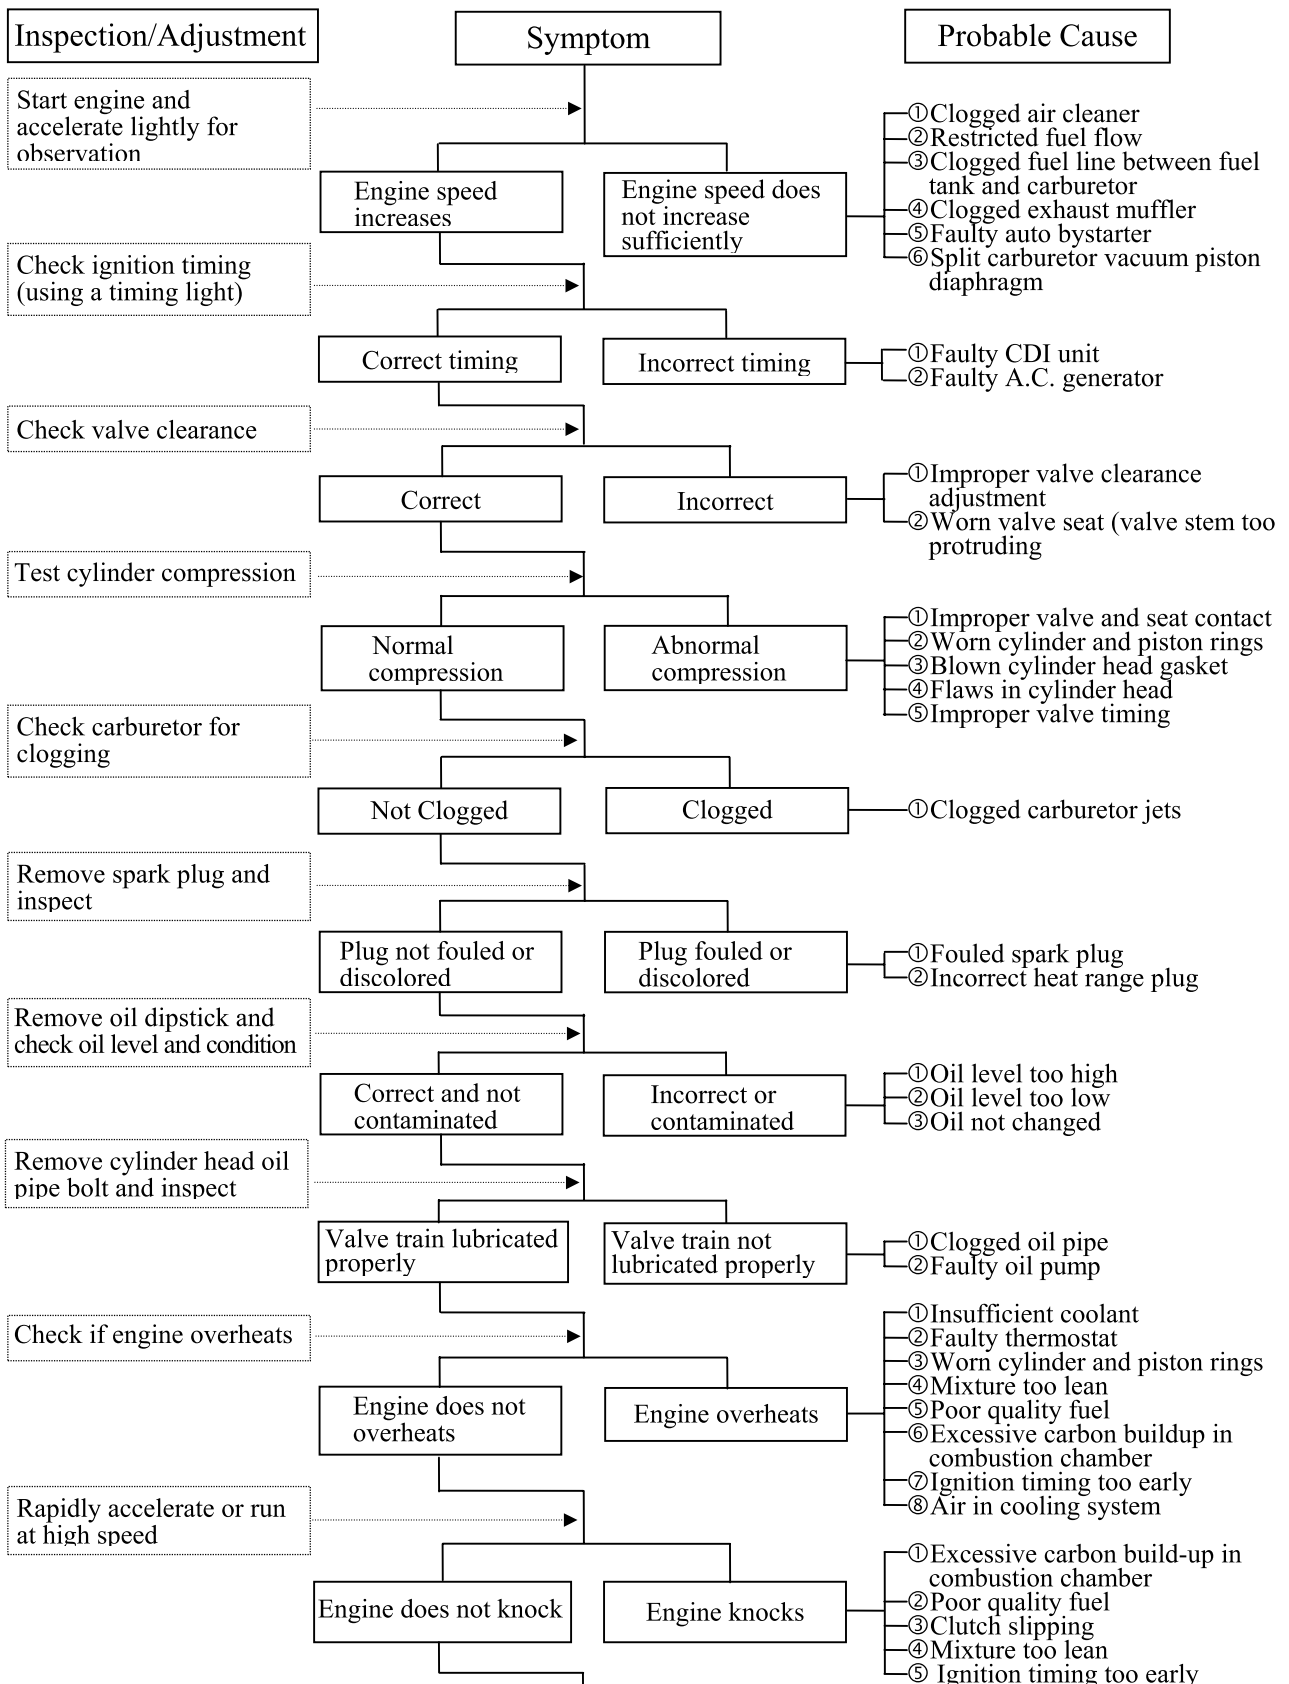 Inspection/Adjustment
Symptom
Probable Cause
Start engine and
accelerate lightly for
observation
Engine speed
increases
Engine speed does
not increase
sufficiently
①Clogged air cleaner
②Restricted fuel flow
③Clogged fuel line between fuel
tank and carburetor
④Clogged exhaust muffler
⑤Faulty auto bystarter
⑥Split carburetor vacuum piston
diaphragm
Check ignition timing
(using a timing light)
Correct timing
Incorrect timing
①Faulty CDI unit
②Faulty A.C. generator
Check valve clearance
Correct
Incorrect
①Improper valve clearance
adjustment
②Worn valve seat (valve stem too
protruding
Test cylinder compression
Normal
compression
Abnormal
compression
①Improper valve and seat contact
②Worn cylinder and piston rings
③Blown cylinder head gasket
④Flaws in cylinder head
⑤Improper valve timing
Check carburetor for
clogging
Not Clogged
Clogged
①Clogged carburetor jets
Remove spark plug and
inspect
Plug not fouled or
discolored
Plug fouled or
discolored
①Fouled spark plug
②Incorrect heat range plug
Remove oil dipstick and
check oil level and condition
Correct and not
contaminated
Incorrect or
contaminated
①Oil level too high
②Oil level too low
③Oil not changed
Remove cylinder head oil
pipe bolt and inspect
Valve train lubricated
properly
Valve train not
lubricated properly
①Clogged oil pipe
②Faulty oil pump
Check if engine overheats
Engine does not
overheats
Engine overheats
①Insufficient coolant
②Faulty thermostat
③Worn cylinder and piston rings
④Mixture too lean
⑤Poor quality fuel
⑥Excessive carbon buildup in
combustion chamber
⑦Ignition timing too early
⑧Air in cooling system
Rapidly accelerate or run
at high speed
Engine does not knock
Engine knocks
①Excessive carbon build-up in
combustion chamber
②Poor quality fuel
③Clutch slipping
④Mixture too lean
⑤ Ignition timing too early